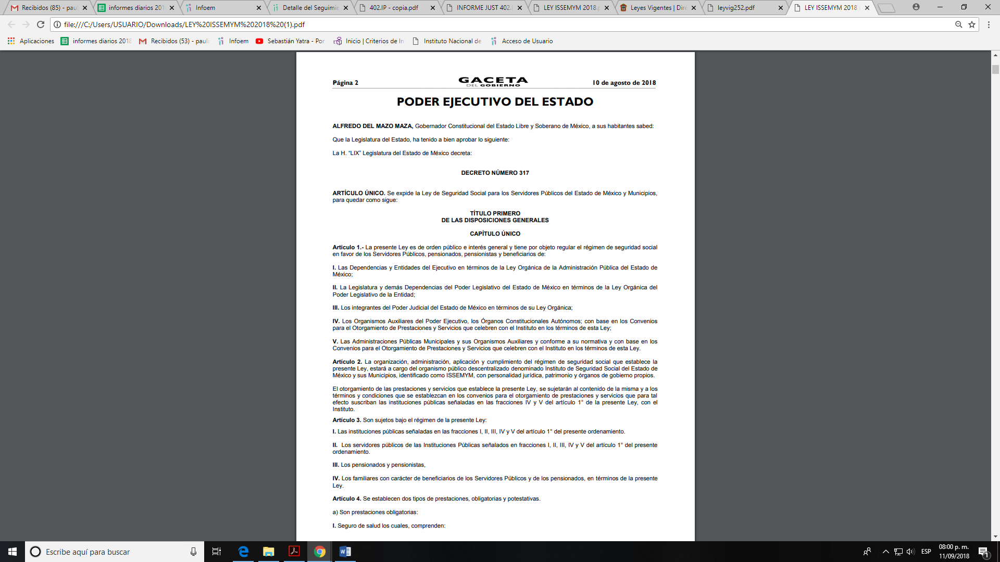 Recibidos (85) - paul
informes diarios 201
Infoem
Detalle del Seguimie
402.IP - copia.pdf
INFORME JUST 402.
LEY ISSEMYM 2018.p
Leyes Vigentes | Dire
leyvig252.pdf
LEY ISSEMYM 2018
file:///C:/Users/USUARIO/Downloads/LEY%20ISSEMYM%202018%20(1).pdf
Aplicaciones
informes diarios 2018
Recibidos (53) - pauli
Infoem
Sebastián Yatra - Por
Inicio | Criterios de In
Instituto Nacional de
Acceso de Usuario
Página 2
GACETA
DEL GOBIERNO
10 de agosto de 2018
PODER EJECUTIVO DEL ESTADO
ALFREDO DEL MAZO MAZA, Gobernador Constitucional del Estado Libre y Soberano de México, a sus habitantes sabed:
Que la Legislatura del Estado, ha tenido a bien aprobar lo siguiente:
La H. “LIX” Legislatura del Estado de México decreta:
DECRETO NÚMERO 317
ARTÍCULO ÚNICO. Se expide la Ley de Seguridad Social para los Servidores Públicos del Estado de México y Municipios,
para quedar como sigue:
TÍTULO PRIMERO
DE LAS DISPOSICIONES GENERALES
CAPÍTULO ÚNICO
Articulo 1.- La presente Ley es de orden público e interés general y tiene por objeto regular el régimen de seguridad social
en favor de los Servidores Públicos, pensionados, pensionistas y beneficiarios de:
I. Las Dependencias y Entidades del Ejecutivo en términos de la Ley Orgánica de la Administración Pública del Estado de
México;
II. La Legislatura y demás Dependencias del Poder Legislativo del Estado de México en términos de la Ley Orgánica del
Poder Legislativo de la Entidad;
III. Los integrantes del Poder Judicial del Estado de México en términos de su Ley Orgánica;
IV. Los Organismos Auxiliares del Poder Ejecutivo, los Órganos Constitucionales Autónomos; con base en los Convenios
para el Otorgamiento de Prestaciones y Servicios que celebren con el Instituto en los términos de esta Ley;
V. Las Administraciones Públicas Municipales y sus Organismos Auxiliares y conforme a su normativa y con base en los
Convenios para el Otorgamiento de Prestaciones y Servicios que celebren con el Instituto en los términos de esta Ley.
Artículo 2. La organización, administración, aplicación y cumplimiento del régimen de seguridad social que establece la
presente Ley, estará a cargo del organismo público descentralizado denominado Instituto de Seguridad Social del Estado de
México y sus Municipios, identificado como ISSEMYM, con personalidad jurídica, patrimonio y órganos de gobierno propios.
El otorgamiento de las prestaciones y servicios que establece la presente Ley, se sujetarán al contenido de la misma y a los
términos y condiciones que se establezcan en los convenios para el otorgamiento de prestaciones y servicios que para tal
efecto suscriban las instituciones públicas señaladas en las fracciones IV y V del artículo 1° de la presente Ley, con el
Instituto.
Artículo 3. Son sujetos bajo el régimen de la presente Ley:
I. Las instituciones públicas señaladas en las fracciones I, II, III, IV y V del artículo 1° del presente ordenamiento.
II. Los servidores públicos de las Instituciones Públicas señalados en fracciones I, II, III, IV y V del artículo 1° del presente
ordenamiento.
III. Los pensionados y pensionistas,
IV. Los familiares con carácter de beneficiarios de los Servidores Públicos y de los pensionados, en términos de la presente
Ley.
Artículo 4. Se establecen dos tipos de prestaciones, obligatorias y potestativas.
a) Son prestaciones obligatorias:
I. Seguro de salud los cuales, comprenden:
Escribe aquí para buscar
ESP
08:00 p. m.
11/09/2018
1